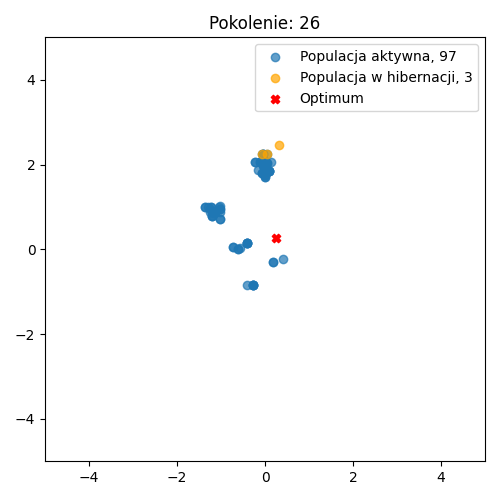 Pokolenie: 26
Populacja aktywna, 97
Populacja w hibernacji, 3
Optimum
4
2
0
−2
−4
−4
−2
0
2
4